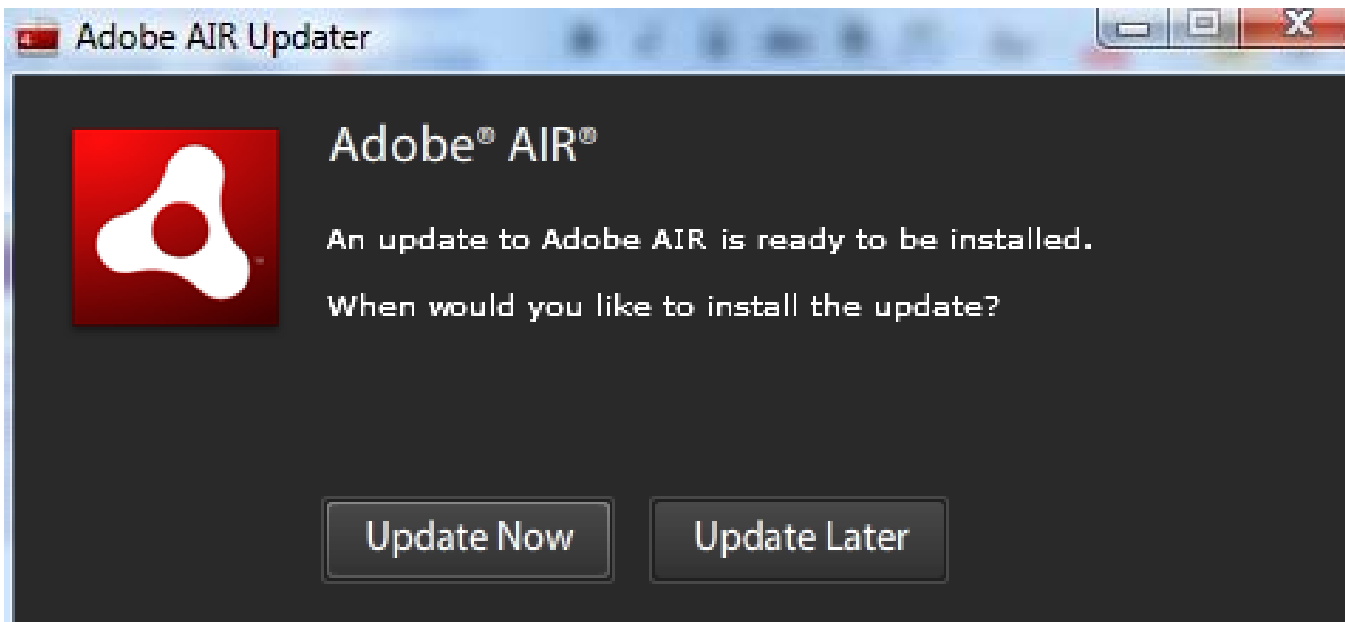 Adobe AIR Updater
Adobe® AIR®
An update to Adobe AIR is ready to be installed.
When would you like to install the update?
Update Now
Update Later